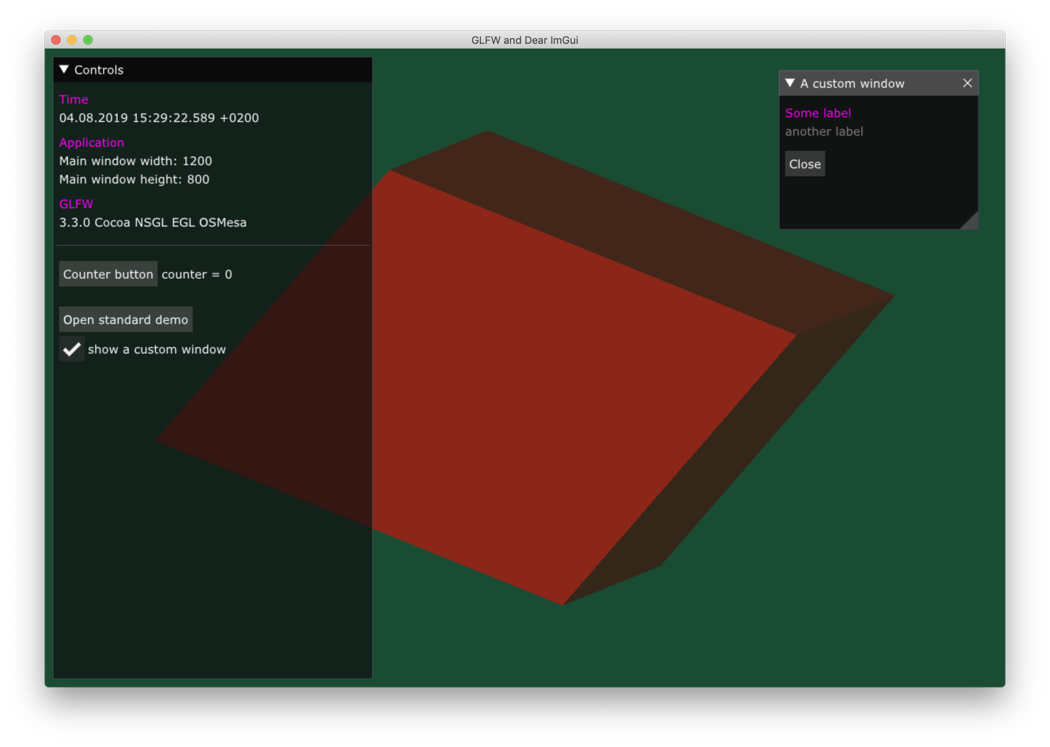 GLFW and Dear ImGui
Controls
Time
04.08.2019 15:29:22.589 +0200
Application
Main window width: 1200
Main window height: 800
GLFW
3.3.0 Cocoa NSGL EGL OSMesa
Counter button counter = 0
Open standard demo
show a custom window
A custom window
Some label
another label
Close